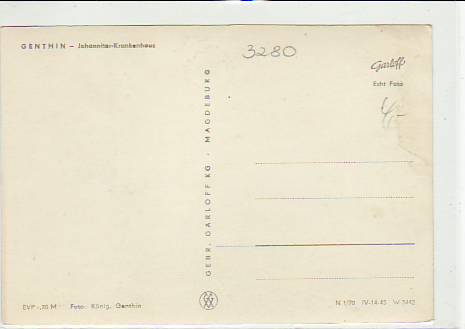 GENTHIN – Johanniter-Krankenhaus
3280
Garloff
Echt Foto
GEBR. GARLOFF KG · MAGDEBURG
EVP -,20 M Foto: König, Genthin
N 1/70 IV-14-45 W 2442